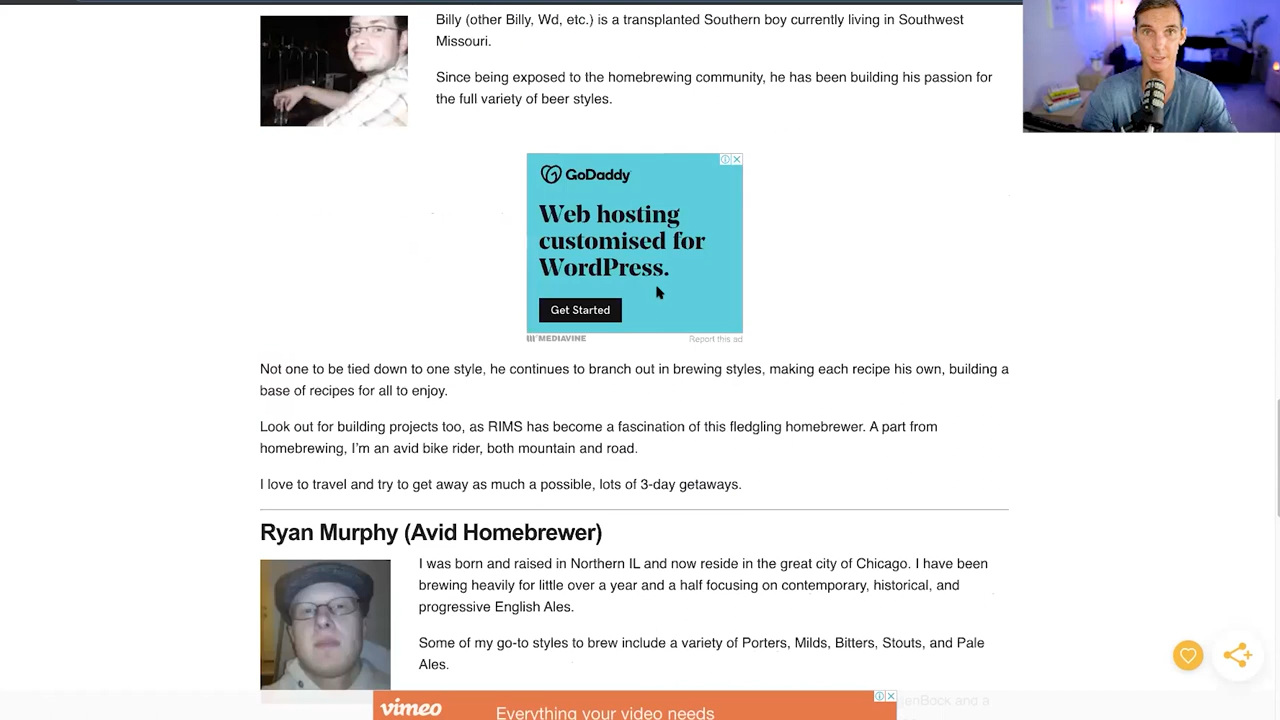 Billy (other Billy, Wd, etc.) is a transplanted Southern boy currently living in Southwest
Missouri.
Since being exposed to the homebrewing community, he has been building his passion for
the full variety of beer styles.
GoDaddy
Web hosting
customised for
WordPress.
Get Started
MEDIAVINE
Report this ad
Not one to be tied down to one style, he continues to branch out in brewing styles, making each recipe his own, building a
base of recipes for all to enjoy.
Look out for building projects too, as RIMS has become a fascination of this fledgling homebrewer. A part from
homebrewing, I'm an avid bike rider, both mountain and road.
I love to travel and try to get away as much a possible, lots of 3-day getaways.
Ryan Murphy (Avid Homebrewer)
I was born and raised in Northern IL and now reside in the great city of Chicago. I have been
brewing heavily for little over a year and a half focusing on contemporary, historical, and
progressive English Ales.
Some of my go-to styles to brew include a variety of Porters, Milds, Bitters, Stouts, and Pale
Ales.
enBock and a
vimeo
Everything your video needs